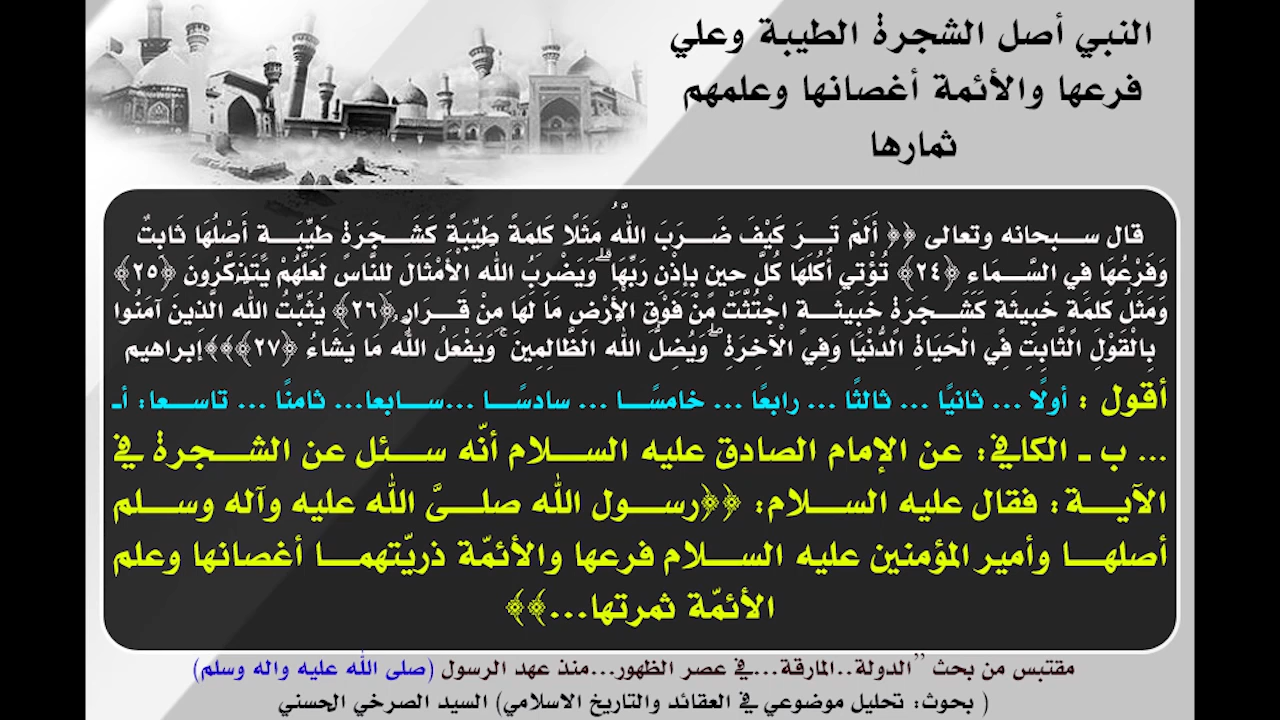 النبي أصل الشجرة الطيبة وعلي
فرعها والأئمة أغصانها وعلمهم
ثمارها
قال سبحانه وتعالى ﴿﴿ أَلَمْ تَرَ كَيْفَ ضَرَبَ اللَّهُ مَثَلًا كَلِمَةً طَيِّبَةً كَشَجَرَةٍ طَيِّبَةٍ أَصْلُهَا ثَابِتٌ
وَفَرْعُهَا فِي السَّمَاءِ ﴿٢٤﴾ تُؤْتِي أُكُلَهَا كُلَّ حِينٍ بِإِذْنِ رَبِّهَا ۗ وَيَضْرِبُ اللَّهُ الْأَمْثَالَ لِلنَّاسِ لَعَلَّهُمْ يَتَذَكَّرُونَ ﴿٢٥﴾
وَمَثَلُ كَلِمَةٍ خَبِيثَةٍ كَشَجَرَةٍ خَبِيثَةٍ اجْتُثَّتْ مِنْ فَوْقِ الْأَرْضِ مَا لَهَا مِنْ قَرَارٍ ﴿٢٦﴾ يُثَبِّتُ اللَّهُ الَّذِينَ آمَنُوا
بِالْقَوْلِ الثَّابِتِ فِي الْحَيَاةِ الدُّنْيَا وَفِي الْآخِرَةِ ۖ وَيُضِلُّ اللَّهُ الظَّالِمِينَ ۚ وَيَفْعَلُ اللَّهُ مَا يَشَاءُ ﴿٢٧﴾﴾﴾إبراهيم
أقول : أولًا ... ثانيًا ... ثالثًا ... رابعًا ... خامسًا ... سادسًا ...سابعا... ثامنًا ... تاسعا: أـ
... ب ـ الكافي: عن الإمام الصادق عليه السلام أنّه سئل عن الشجرة في
الآية: فقال عليه السلام: ﴿﴿رسول الله صلىَّ الله عليه وآله وسلم
أصلها وأمير المؤمنين عليه السلام فرعها والأئمّة ذريّتهما أغصانها وعلم
الأئمّة ثمرتها...﴾﴾
مقتبس من بحث "الدولة..المارقة...في عصر الظهور...منذ عهد الرسول (صلى الله عليه واله وسلم)
( بحوث: تحليل موضوعي في العقائد والتاريخ الاسلامي) السيد الصرخي الحسني